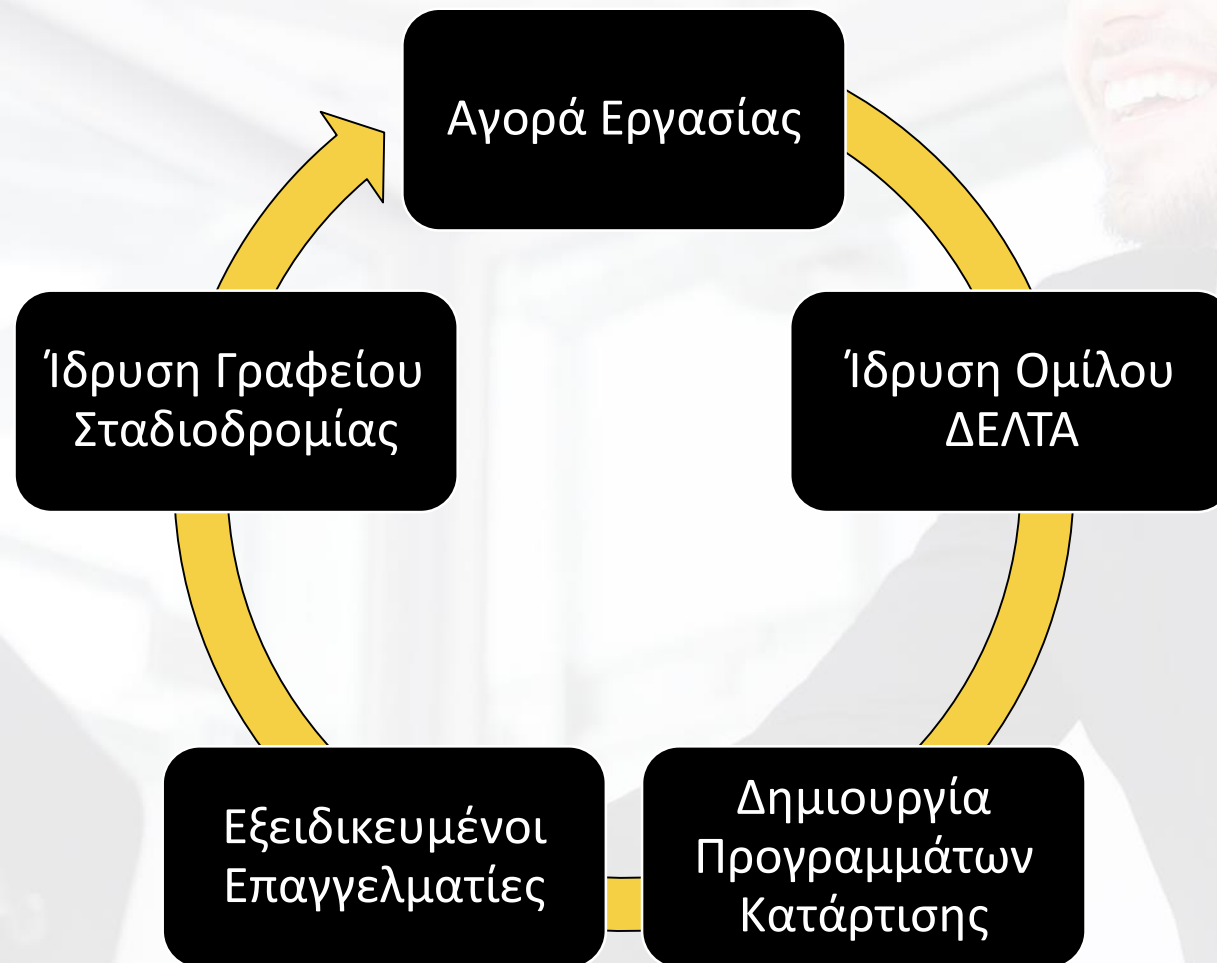 Αγορά Εργασίας
Ίδρυση Ομίλου
ΔΕΛΤΑ
Δημιουργία
Προγραμμάτων
Κατάρτισης
Εξειδικευμένοι
Επαγγελματίες
Ίδρυση Γραφείου
Σταδιοδρομίας